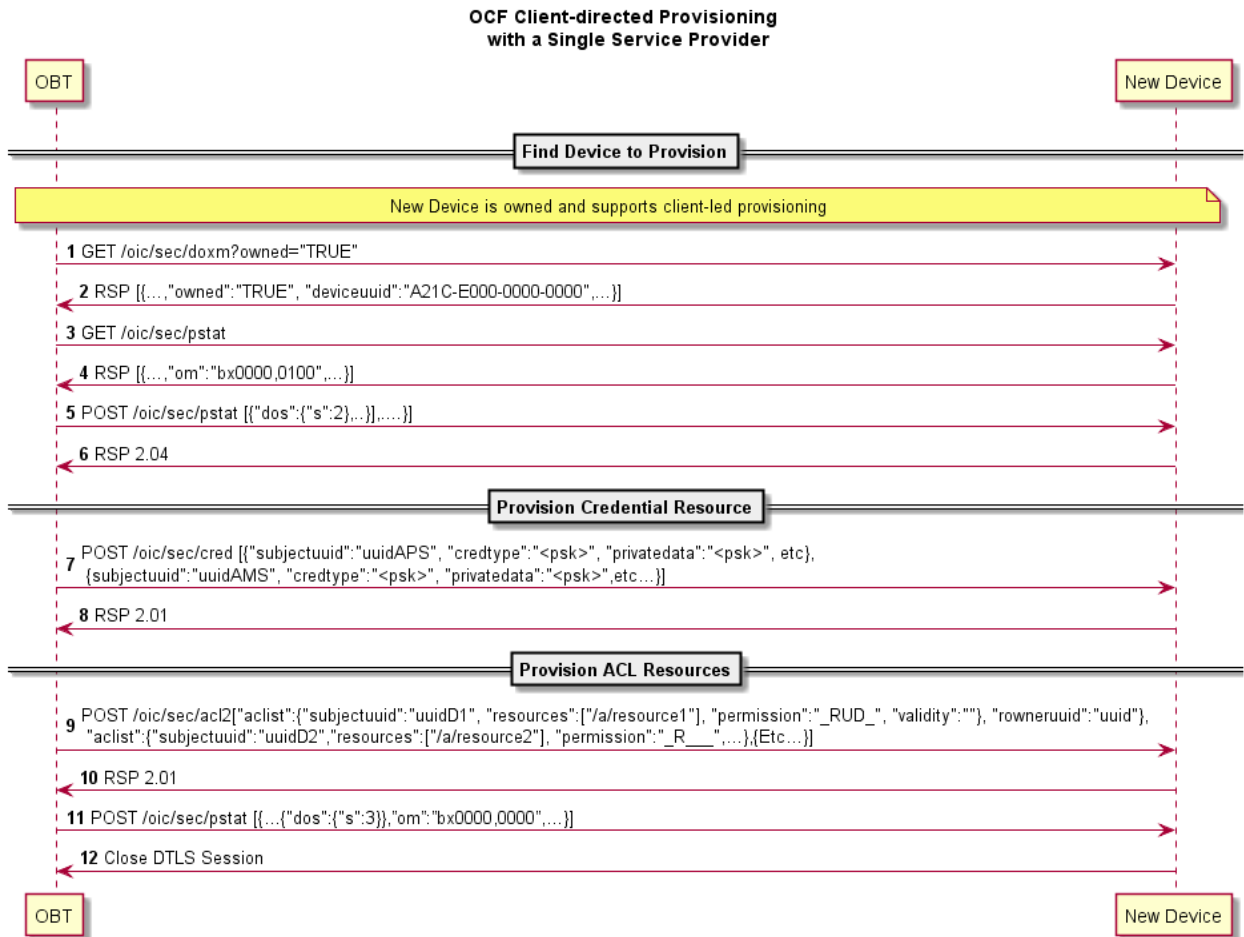 OCF Client-directed Provisioning
with a Single Service Provider
OBT
New Device
Find Device to Provision
New Device is owned and supports client-led provisioning
1 GET /oic/sec/doxm?owned="TRUE"
2 RSP [{...,"owned":"TRUE", "deviceuuid":"A21C-E000-0000-0000",...}]
3 GET /oic/sec/pstat
4 RSP [{...,"om":"bx0000,0100",...}]
5 POST /oic/sec/pstat [{"dos":{"s":2},..}],....}]
6 RSP 2.04
Provision Credential Resource
7 POST /oic/sec/cred [{"subjectuuid":"uuidAPS", "credtype":"<psk>", "privatedata":"<psk>", etc},
{subjectuuid":"uuidAMS", "credtype":"<psk>", "privatedata":"<psk>",etc...}]
8 RSP 2.01
Provision ACL Resources
9 POST /oic/sec/acl2["aclist":{"subjectuuid":"uuidD1", "resources":["/a/resource1"], "permission":"_RUD_", "validity":""}, "rowneruuid":"uuid"},
"aclist":{"subjectuuid":"uuidD2","resources":["/a/resource2"], "permission":"_R___",...},{Etc...}]
10 RSP 2.01
11 POST /oic/sec/pstat [{...{"dos":{"s":3}},"om":"bx0000,0000",...}]
12 Close DTLS Session
OBT
New Device